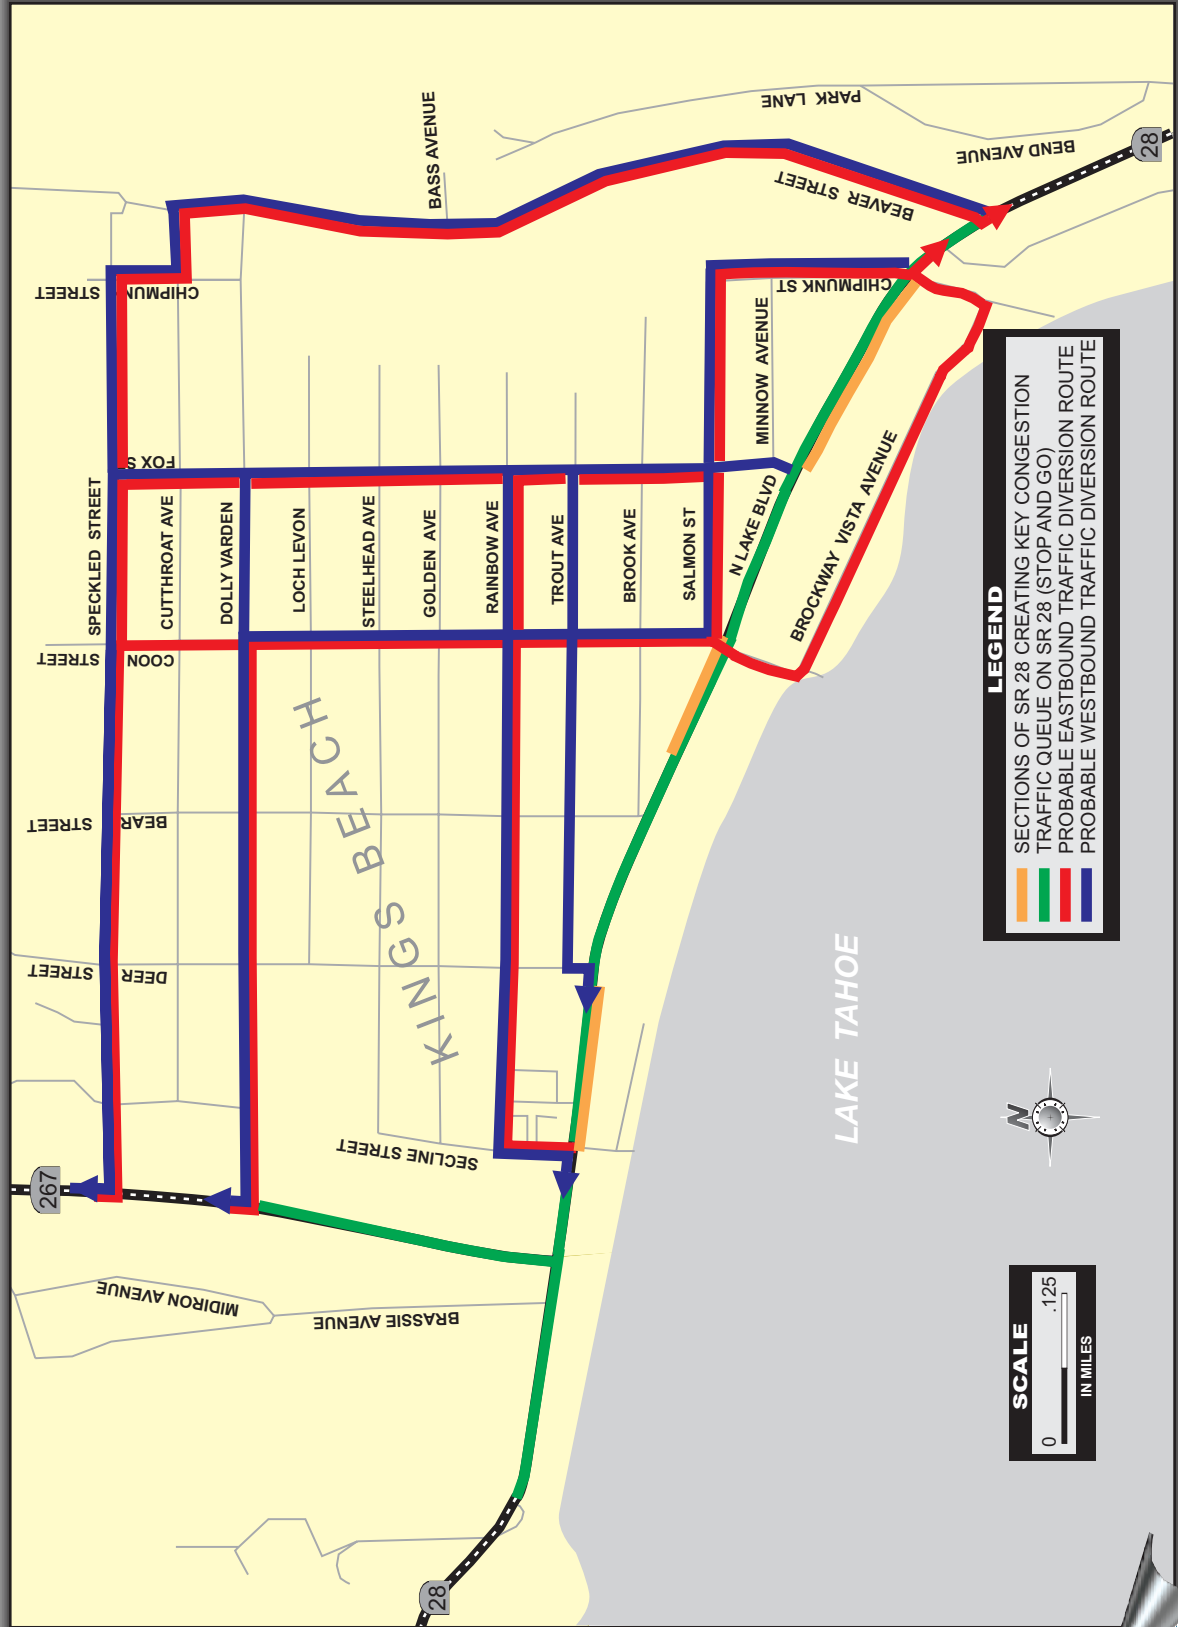 PARK LANE
BEND AVENUE
28
BASS AVENUE
BEAVER STREET
CHIPMUN
STREET
CHIPMUNK ST
MINNOW AVENUE
FOX S
SPECKLED STREET
CUTTHROAT AVE
DOLLY VARDEN
LOCH LEVON
STEELHEAD AVE
GOLDEN AVE
RAINBOW AVE
TROUT AVE
BROOK AVE
SALMON ST
N LAKE BLVD
BROCKWAY VISTA AVENUE
COON
STREET
BEAR
STREET
DEER
STREET
KINGS BEACH
SECLINE STREET
267
MIDIRON AVENUE
BRASSIE AVENUE
28
LAKE TAHOE
LEGEND
SECTIONS OF SR 28 CREATING KEY CONGESTION
TRAFFIC QUEUE ON SR 28 (STOP AND GO)
PROBABLE EASTBOUND TRAFFIC DIVERSION ROUTE
PROBABLE WESTBOUND TRAFFIC DIVERSION ROUTE
N
SCALE
0 .125
IN MILES